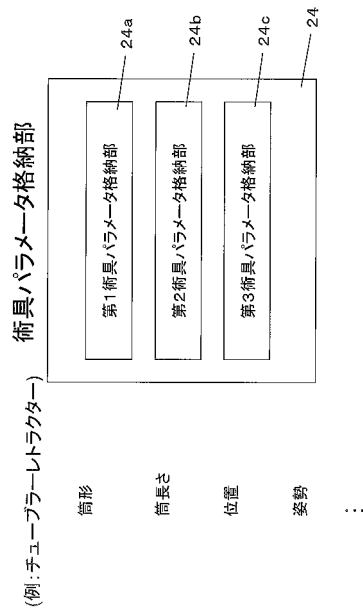 術具パラメータ格納部
(例:チューブラーレトラクター)
筒形
筒長さ
位置
姿勢
⋮
第1術具パラメータ格納部
第2術具パラメータ格納部
第3術具パラメータ格納部
24a
24b
24c
24